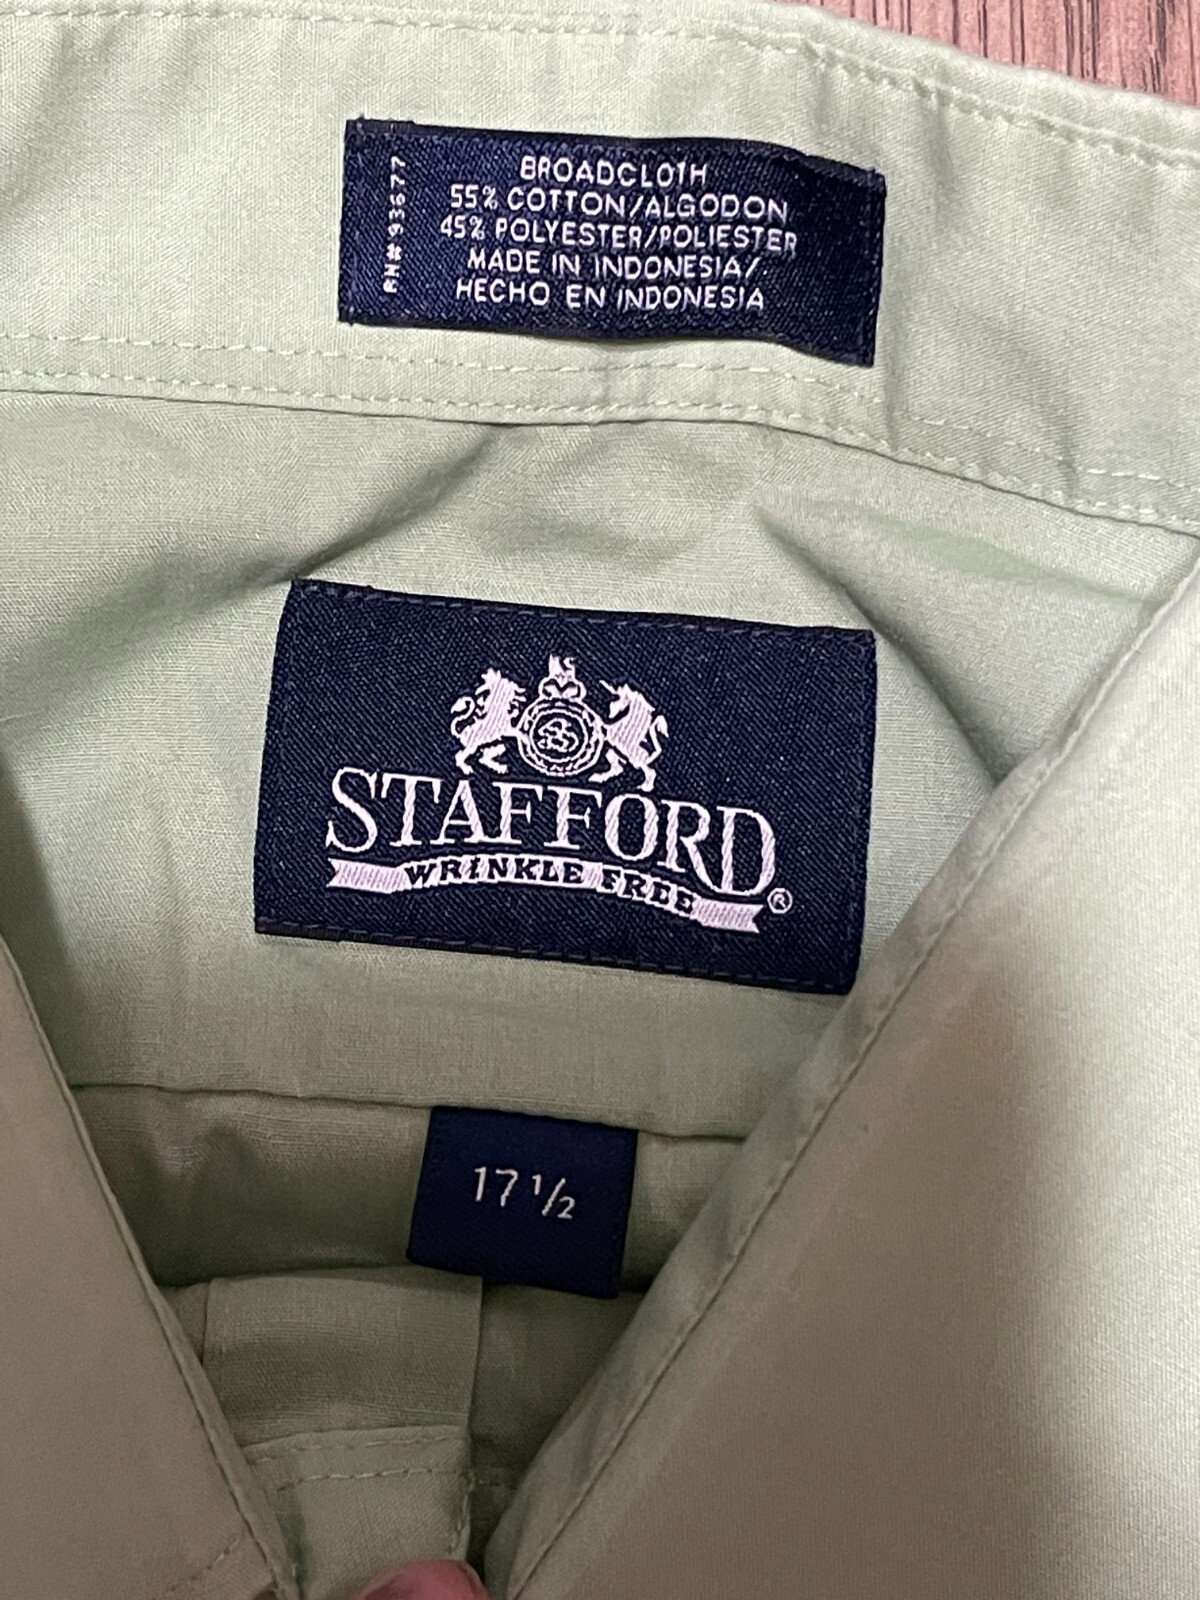 RN# 93677
BROADCLOTH
55% COTTON/ALGODON
45% POLYESTER/POLIESTER
MADE IN INDONESIA/
HECHO EN INDONESIA
STAFFORD
WRINKLE FREE ®
17 ½